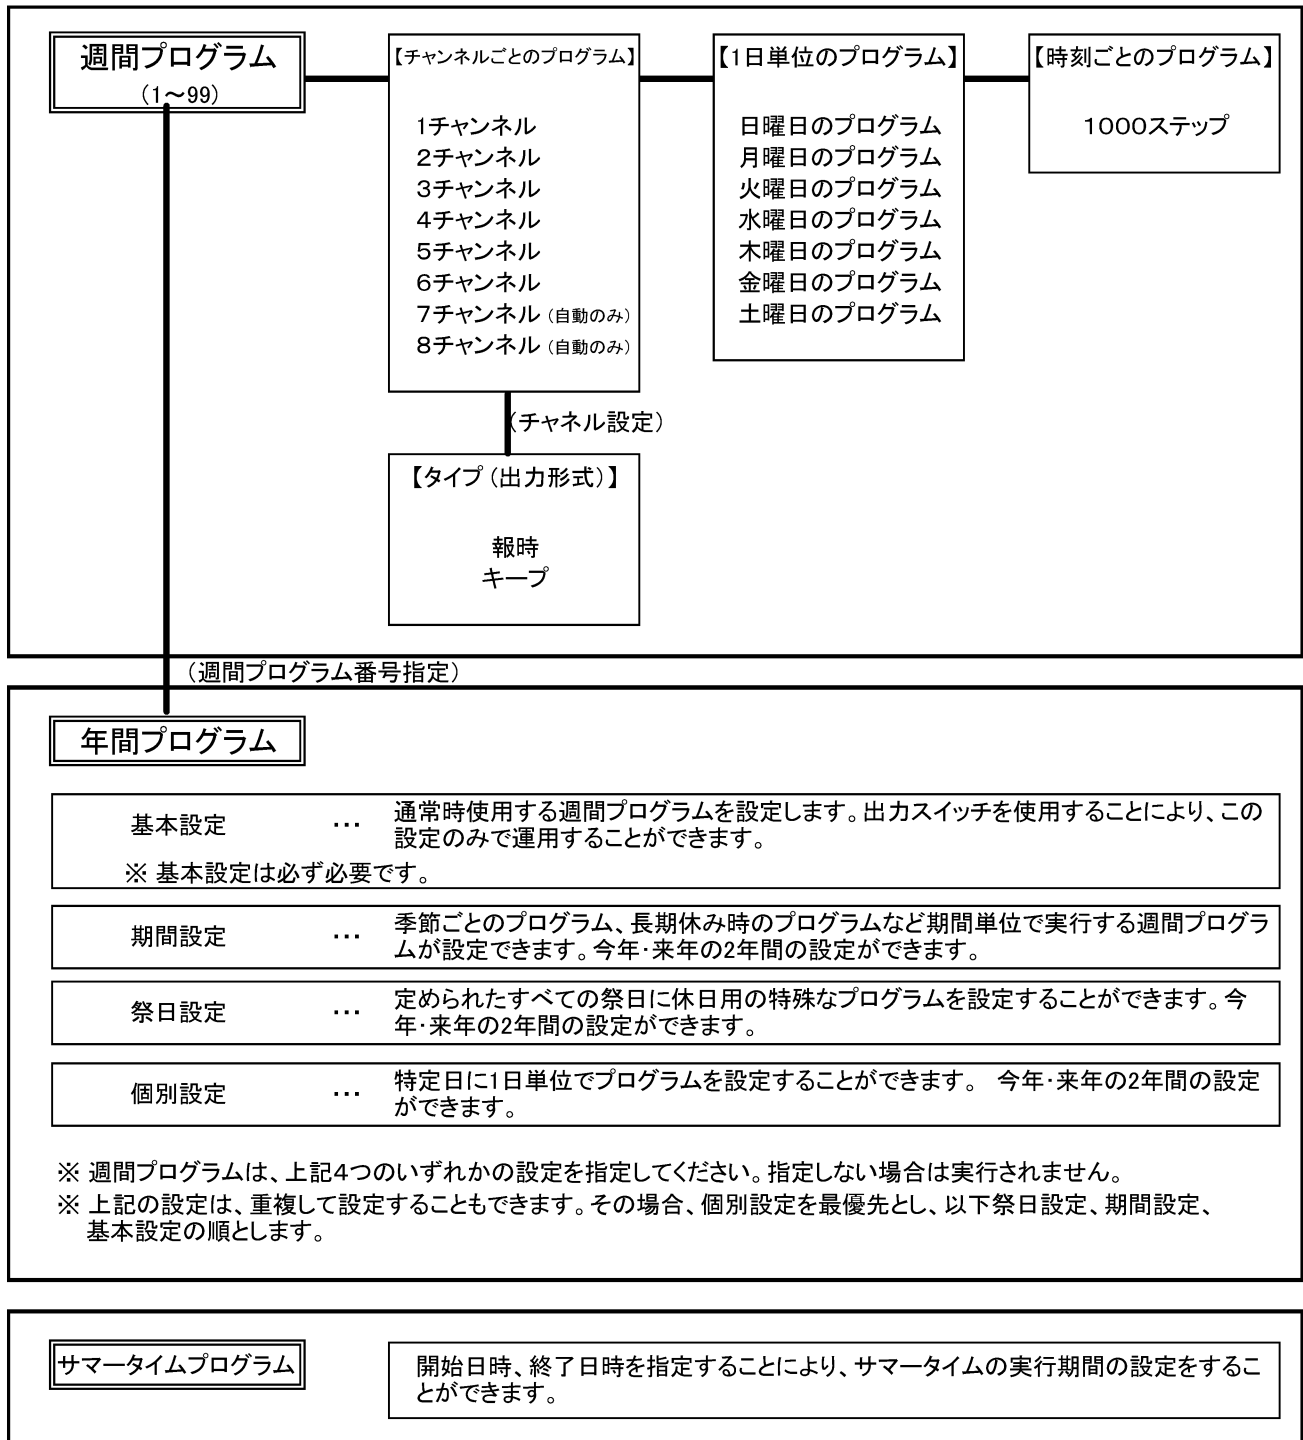 週間プログラム
(1～99)
【チャンネルごとのプログラム】
1チャンネル
2チャンネル
3チャンネル
4チャンネル
5チャンネル
6チャンネル
7チャンネル (自動のみ)
8チャンネル (自動のみ)
【1日単位のプログラム】
日曜日のプログラム
月曜日のプログラム
火曜日のプログラム
水曜日のプログラム
木曜日のプログラム
金曜日のプログラム
土曜日のプログラム
【時刻ごとのプログラム】
1000ステップ
(チャネル設定)
【タイプ(出力形式)】
報時
キープ
(週間プログラム番号指定)
年間プログラム
基本設定 … 通常時使用する週間プログラムを設定します。出力スイッチを使用することにより、この
設定のみで運用することができます。
※ 基本設定は必ず必要です。
期間設定 … 季節ごとのプログラム、長期休み時のプログラムなど期間単位で実行する週間プログラ
ムが設定できます。今年･来年の2年間の設定ができます。
祭日設定 … 定められたすべての祭日に休日用の特殊なプログラムを設定することができます。今
年･来年の2年間の設定ができます。
個別設定 … 特定日に1日単位でプログラムを設定することができます。 今年･来年の2年間の設定
ができます。
※ 週間プログラムは、上記4つのいずれかの設定を指定してください。指定しない場合は実行されません。
※ 上記の設定は、重複して設定することもできます。その場合、個別設定を最優先とし、以下祭日設定、期間設定、
基本設定の順とします。
サマータイムプログラム
開始日時、終了日時を指定することにより、サマータイムの実行期間の設定をするこ
とができます。